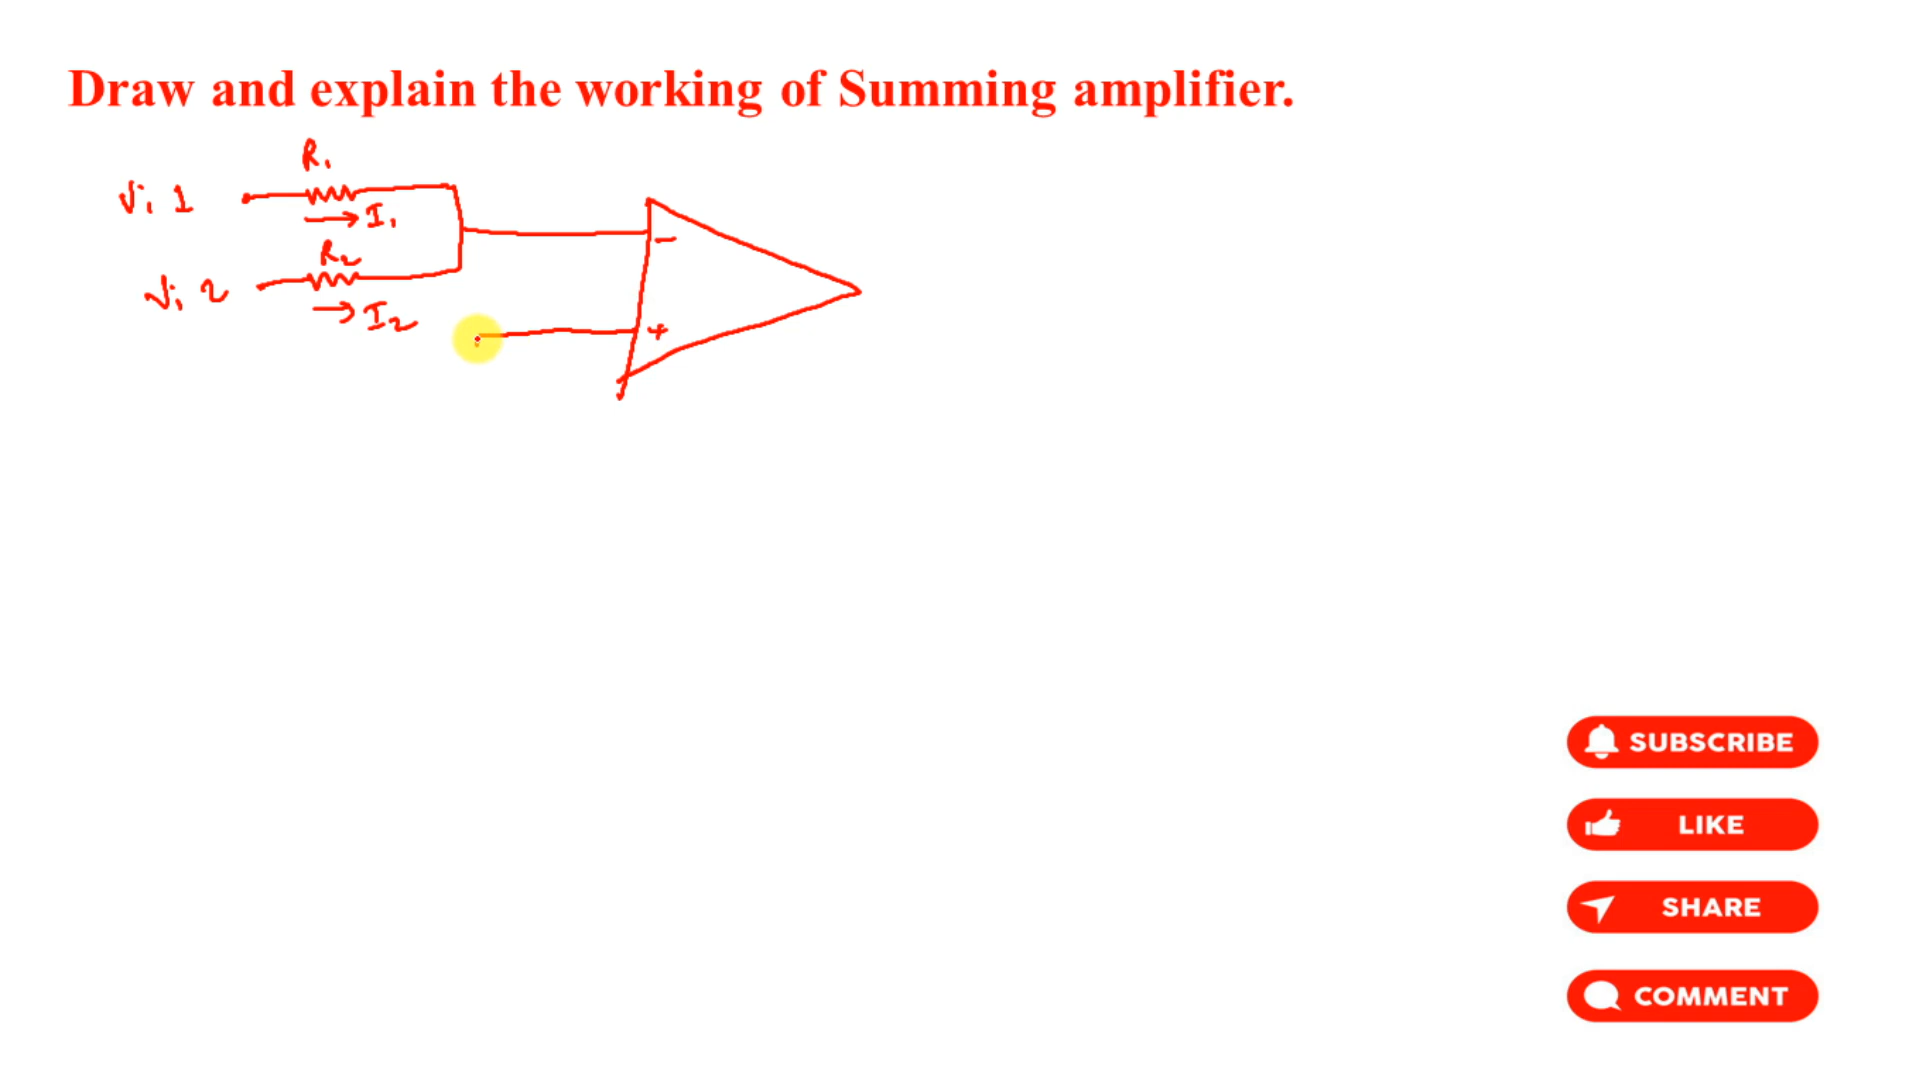 Draw and explain the working of Summing amplifier.
R1
Vi 1
I1
R2
Vi 2
I2
-
+
SUBSCRIBE
LIKE
SHARE
COMMENT